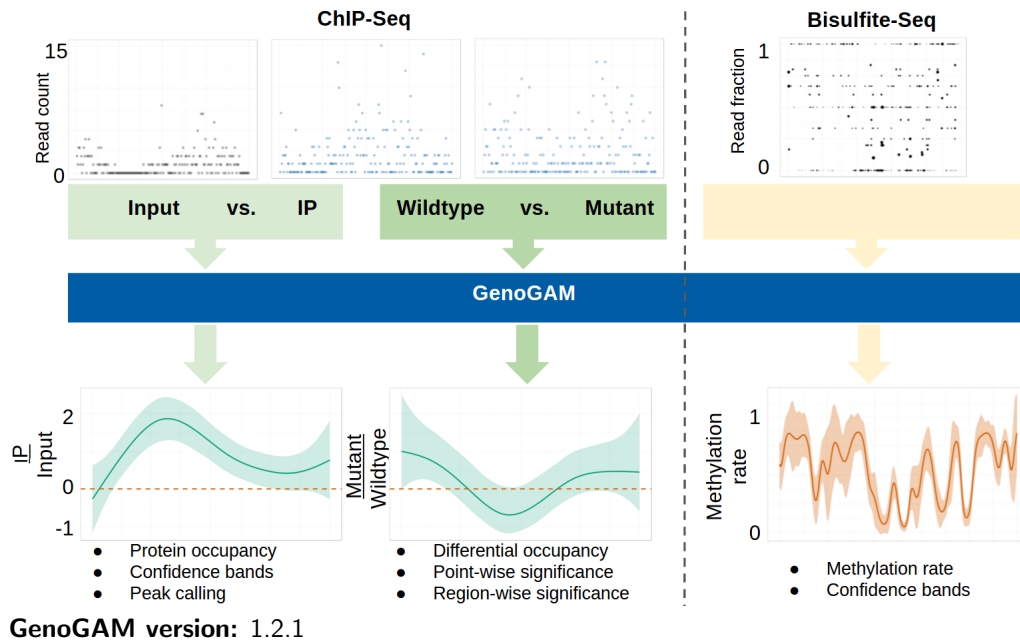 ChIP-Seq
Bisulfite-Seq
15
Read count
0
1
Read fraction
0
Input vs. IP
Wildtype vs. Mutant
GenoGAM
2
IP
Input
0
-1
Mutant
Wildtype
1
Methylation
rate
0
● Protein occupancy
● Confidence bands
● Peak calling
● Differential occupancy
● Point-wise significance
● Region-wise significance
● Methylation rate
● Confidence bands
GenoGAM version: 1.2.1